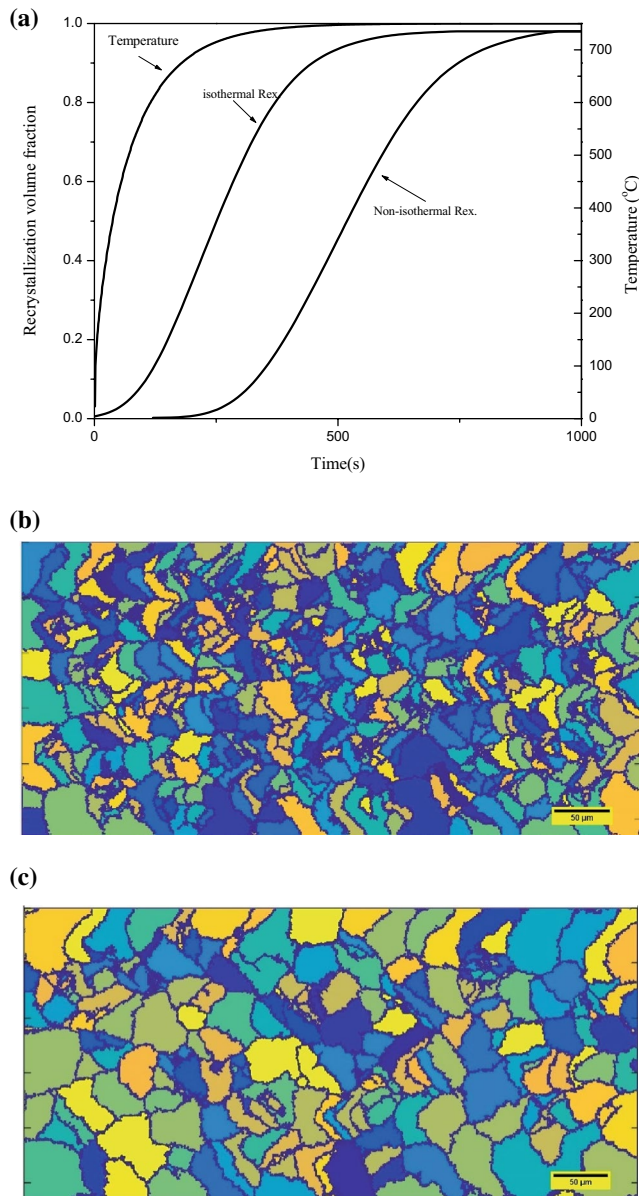 (a)
1.0
0.8
0.6
0.4
0.2
0.0
Recrystallization volume fraction
Temperature
isothermal Rex.
Non-isothermal Rex.
700
600
500
400
300
200
100
0
Temperature (°C)
0
500
1000
Time(s)
(b)
50 µm
(c)
50 µm